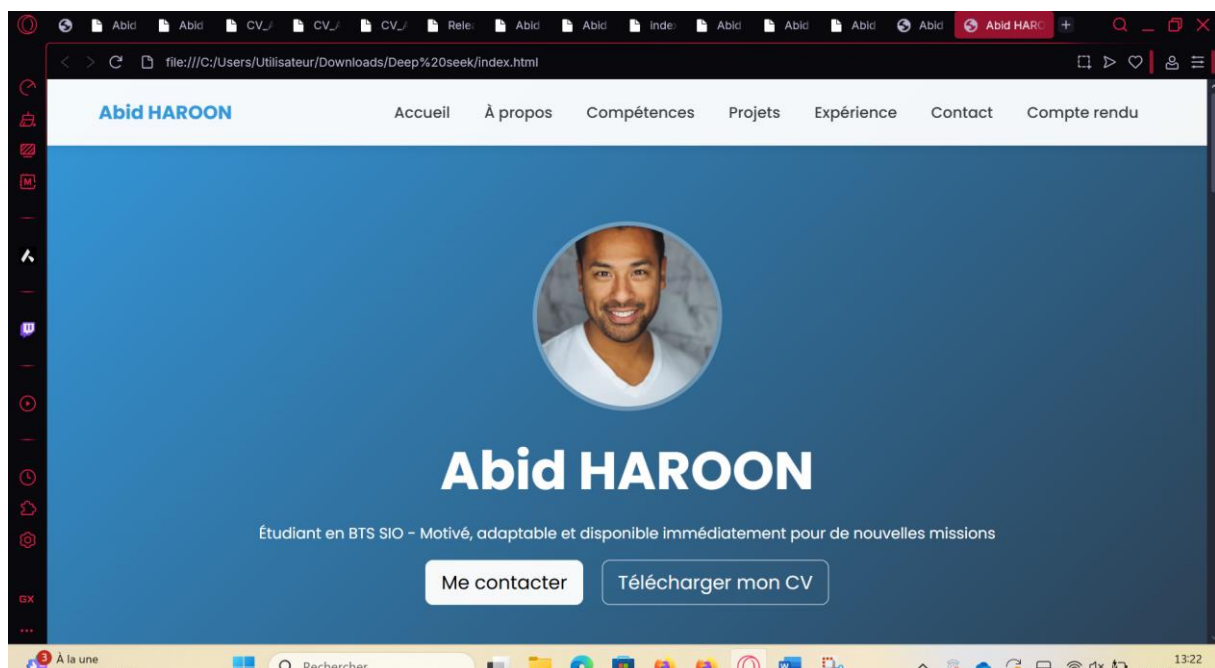 Abid Abid CV_/ CV_/ CV_/ Rele Abid Abid inde Abid Abid Abid Abid Abid HARO
file:///C:/Users/Utilisateur/Downloads/Deep%20seek/index.html
Abid HAROON Accueil À propos Compétences Projets Expérience Contact Compte rendu
Abid HAROON
Étudiant en BTS SIO - Motivé, adaptable et disponible immédiatement pour de nouvelles missions
Me contacter Télécharger mon CV
GX
3 À la une Rechercher 13:22